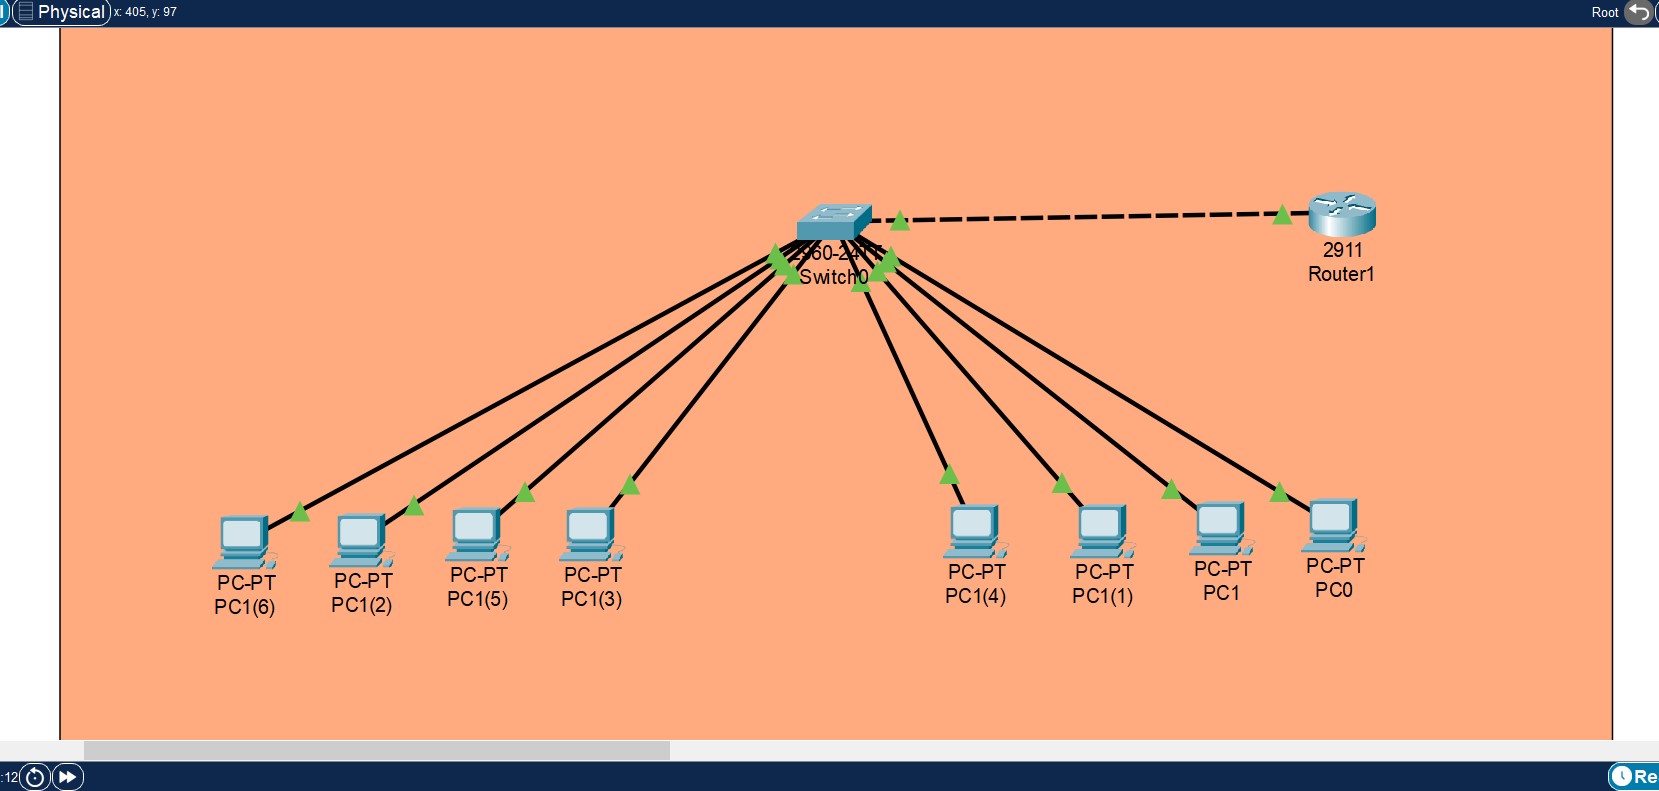 Physical x: 405, y: 97
Root
2960-24TT
Switch0
2911
Router1
PC-PT
PC1(6)
PC-PT
PC1(2)
PC-PT
PC1(5)
PC-PT
PC1(3)
PC-PT
PC1(4)
PC-PT
PC1(1)
PC-PT
PC1
PC-PT
PC0
:12
Re